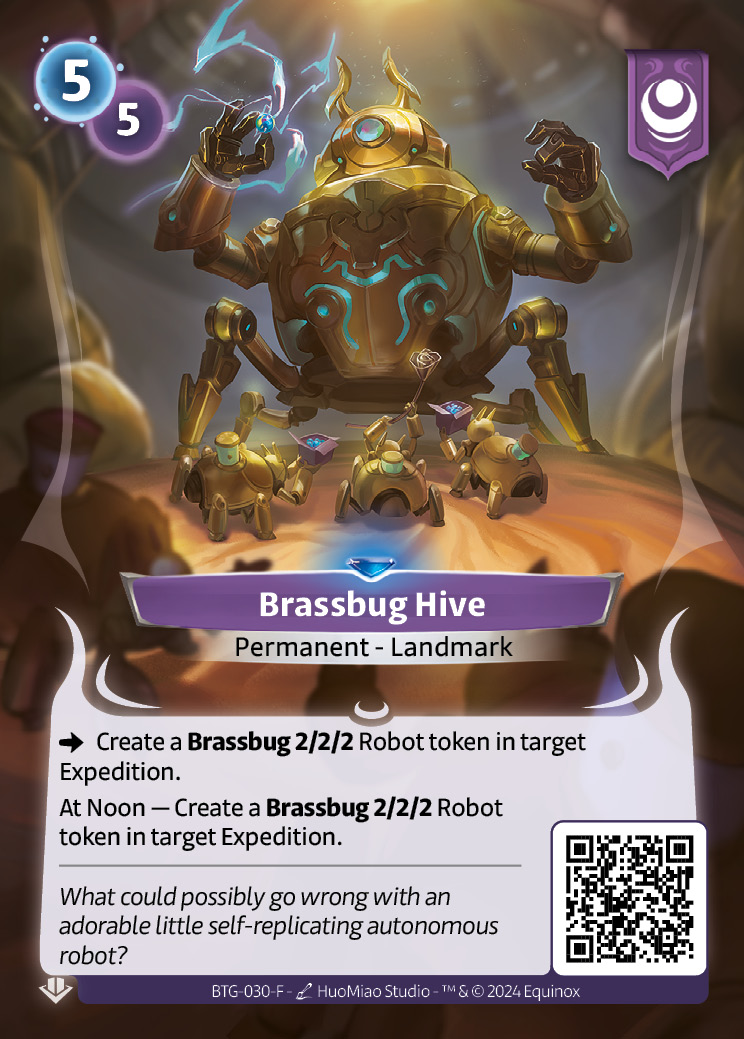 5
5
Brassbug Hive
Permanent - Landmark
Create a Brassbug 2/2/2 Robot token in target
Expedition.
At Noon — Create a Brassbug 2/2/2 Robot
token in target Expedition.
What could possibly go wrong with an
adorable little self-replicating autonomous
robot?
BTG-030-F - HuoMiao Studio - ™ & © 2024 Equinox